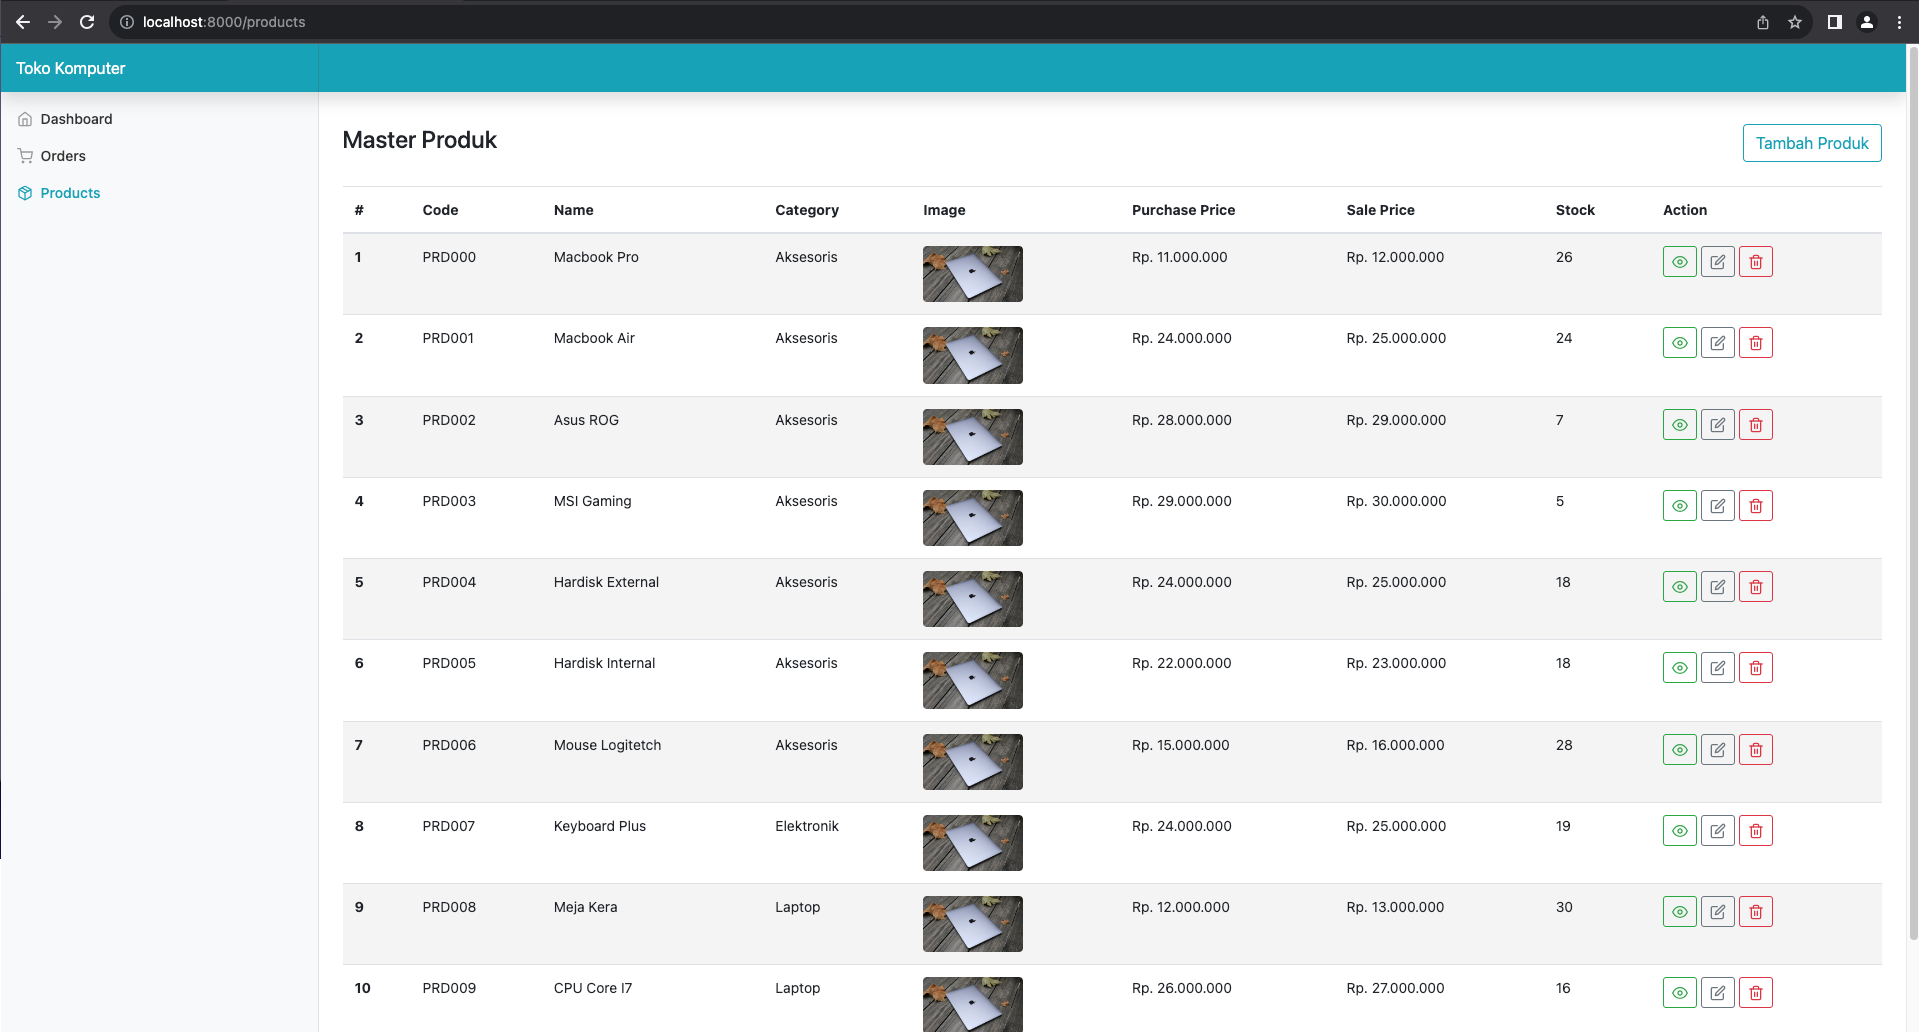 localhost:8000/products
Toko Komputer
Dashboard
Orders
Products
Master Produk
Tambah Produk
# Code Name Category Image Purchase Price Sale Price Stock Action
1 PRD000 Macbook Pro Aksesoris Rp. 11.000.000 Rp. 12.000.000 26
2 PRD001 Macbook Air Aksesoris Rp. 24.000.000 Rp. 25.000.000 24
3 PRD002 Asus ROG Aksesoris Rp. 28.000.000 Rp. 29.000.000 7
4 PRD003 MSI Gaming Aksesoris Rp. 29.000.000 Rp. 30.000.000 5
5 PRD004 Hardisk External Aksesoris Rp. 24.000.000 Rp. 25.000.000 18
6 PRD005 Hardisk Internal Aksesoris Rp. 22.000.000 Rp. 23.000.000 18
7 PRD006 Mouse Logitetch Aksesoris Rp. 15.000.000 Rp. 16.000.000 28
8 PRD007 Keyboard Plus Elektronik Rp. 24.000.000 Rp. 25.000.000 19
9 PRD008 Meja Kera Laptop Rp. 12.000.000 Rp. 13.000.000 30
10 PRD009 CPU Core I7 Laptop Rp. 26.000.000 Rp. 27.000.000 16